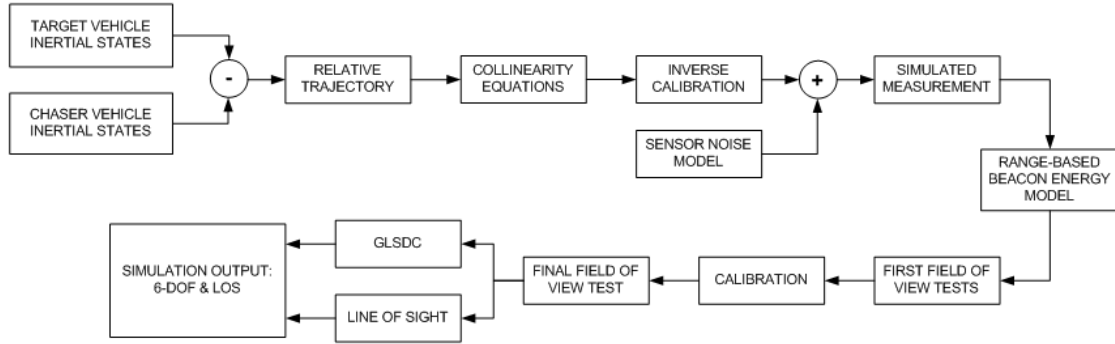 TARGET VEHICLE
INERTIAL STATES
-
CHASER VEHICLE
INERTIAL STATES
RELATIVE
TRAJECTORY
COLLINEARITY
EQUATIONS
INVERSE
CALIBRATION
+
SENSOR NOISE
MODEL
SIMULATED
MEASUREMENT
RANGE-BASED
BEACON ENERGY
MODEL
FIRST FIELD OF
VIEW TESTS
CALIBRATION
FINAL FIELD OF
VIEW TEST
GLSDC
LINE OF SIGHT
SIMULATION OUTPUT:
6-DOF & LOS